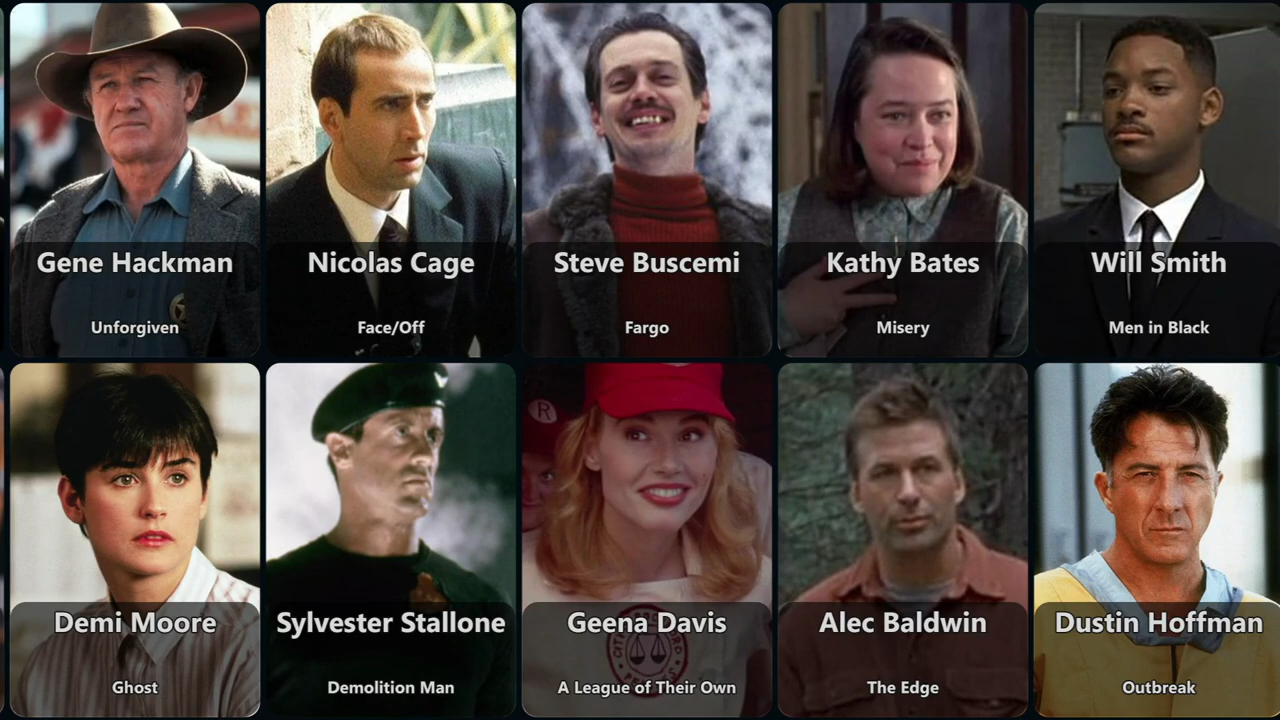 Gene Hackman
Unforgiven
Nicolas Cage
Face/Off
Steve Buscemi
Fargo
Kathy Bates
Misery
Will Smith
Men in Black
Demi Moore
Ghost
Sylvester Stallone
Demolition Man
R
Geena Davis
A League of Their Own
Alec Baldwin
The Edge
Dustin Hoffman
Outbreak